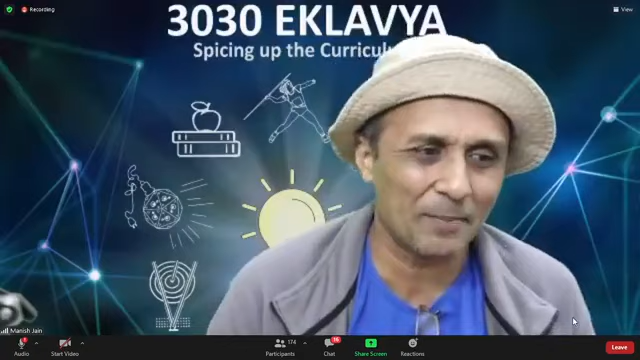 Recording
View
3030 EKLAVYA
Spicing up the
Manish Jain
Audio
Start Video
Participants
174
Chat
Share Screen
Reactions
Leave